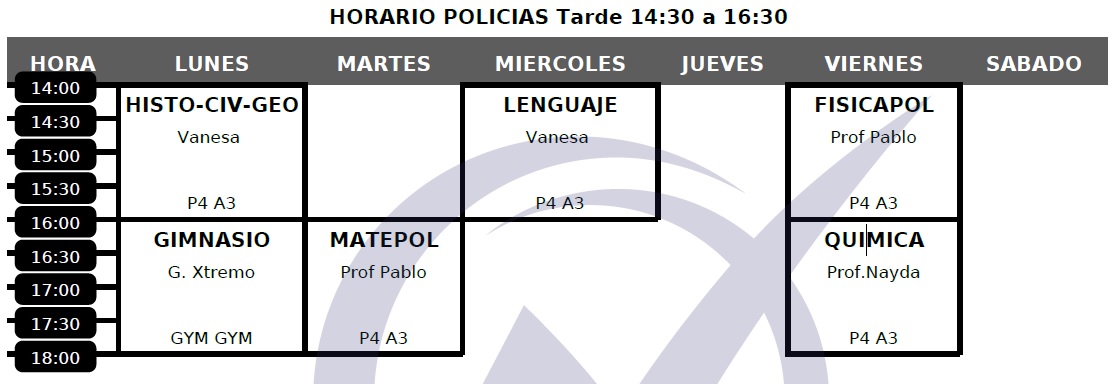 HORARIO POLICIAS Tarde 14:30 a 16:30
HORA LUNES MARTES MIERCOLES JUEVES VIERNES SABADO
14:00
14:30
15:00
15:30
16:00
16:30
17:00
17:30
18:00
HISTO-CIV-GEO
Vanesa
P4 A3
LENGUAJE
Vanesa
P4 A3
FISICAPOL
Prof Pablo
P4 A3
GIMNASIO
G. Xtremo
GYM GYM
MATEPOL
Prof Pablo
P4 A3
QUIMICA
Prof.Nayda
P4 A3